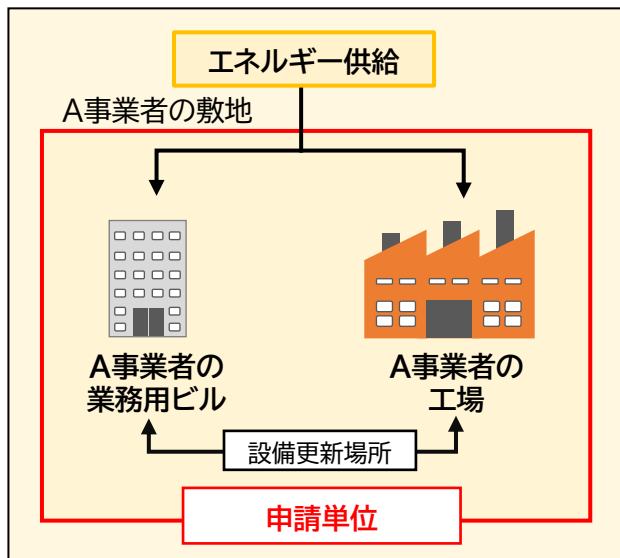 エネルギー供給
A事業者の敷地
A事業者の
業務用ビル
A事業者の
工場
設備更新場所
申請単位